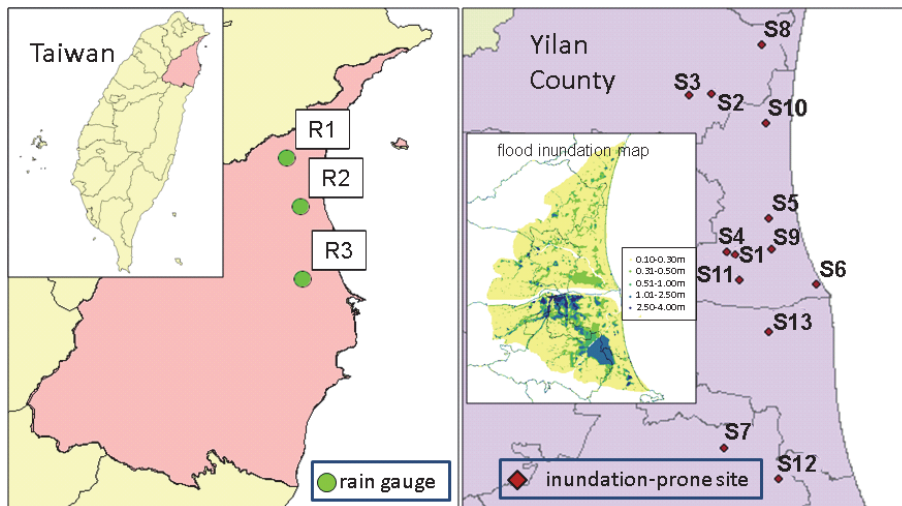 Taiwan
R1
R2
R3
rain gauge
Yilan
County
S8
S3
S2
S10
flood inundation map
0.10-0.30m
0.31-0.50m
0.51-1.00m
1.01-2.50m
2.50-4.00m
S5
S4
S1
S9
S11
S6
S13
S7
S12
inundation-prone site